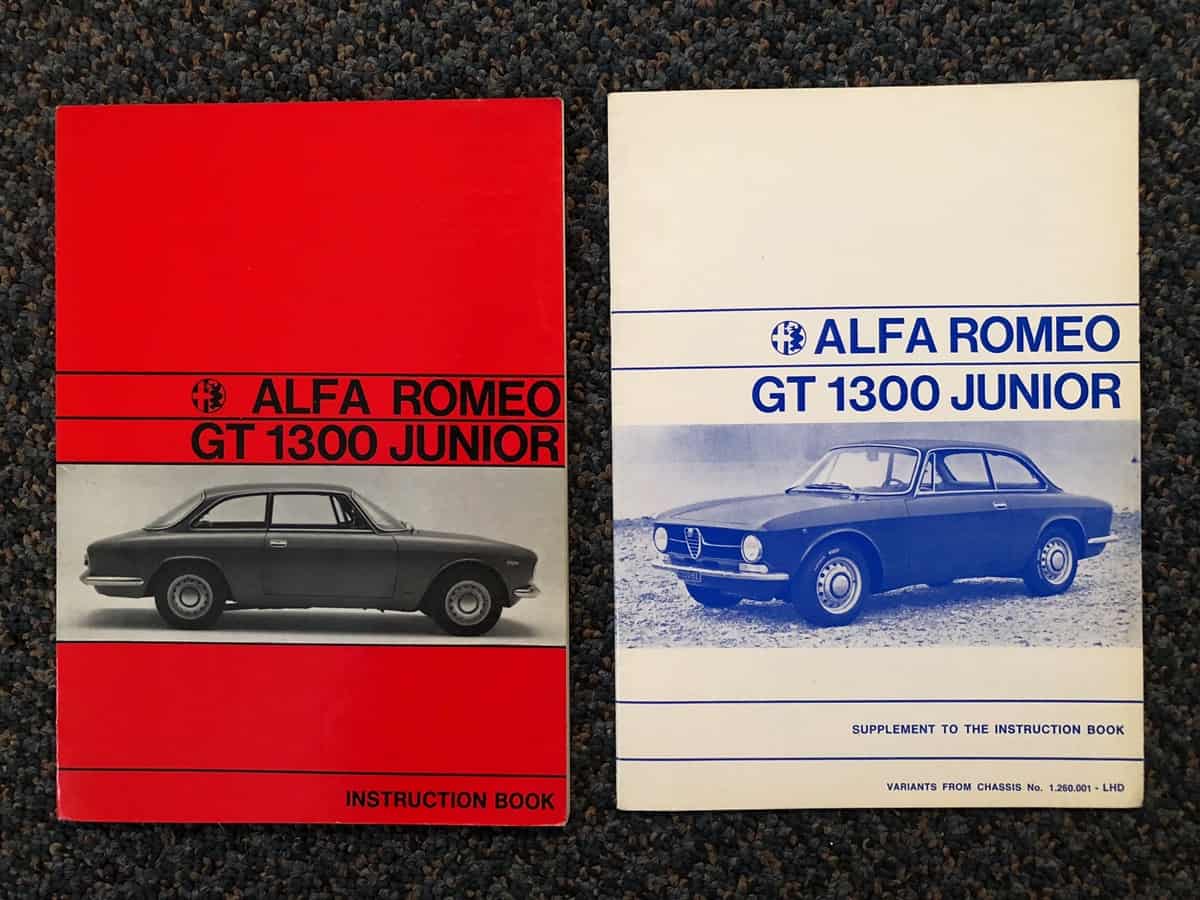 ALFA ROMEO
GT 1300 JUNIOR
INSTRUCTION BOOK
ALFA ROMEO
GT 1300 JUNIOR
SUPPLEMENT TO THE INSTRUCTION BOOK
VARIANTS FROM CHASSIS No. 1.260.001 - LHD